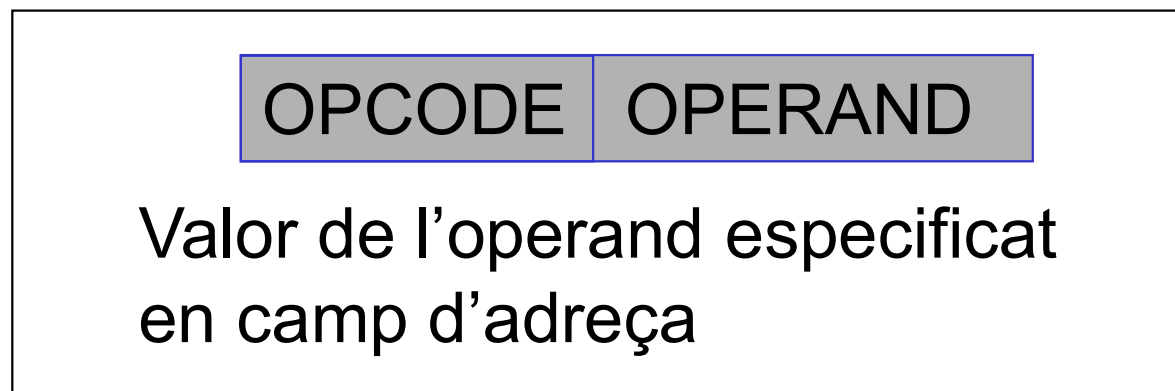 OPCODE OPERAND
Valor de l’operand especificat
en camp d’adreça